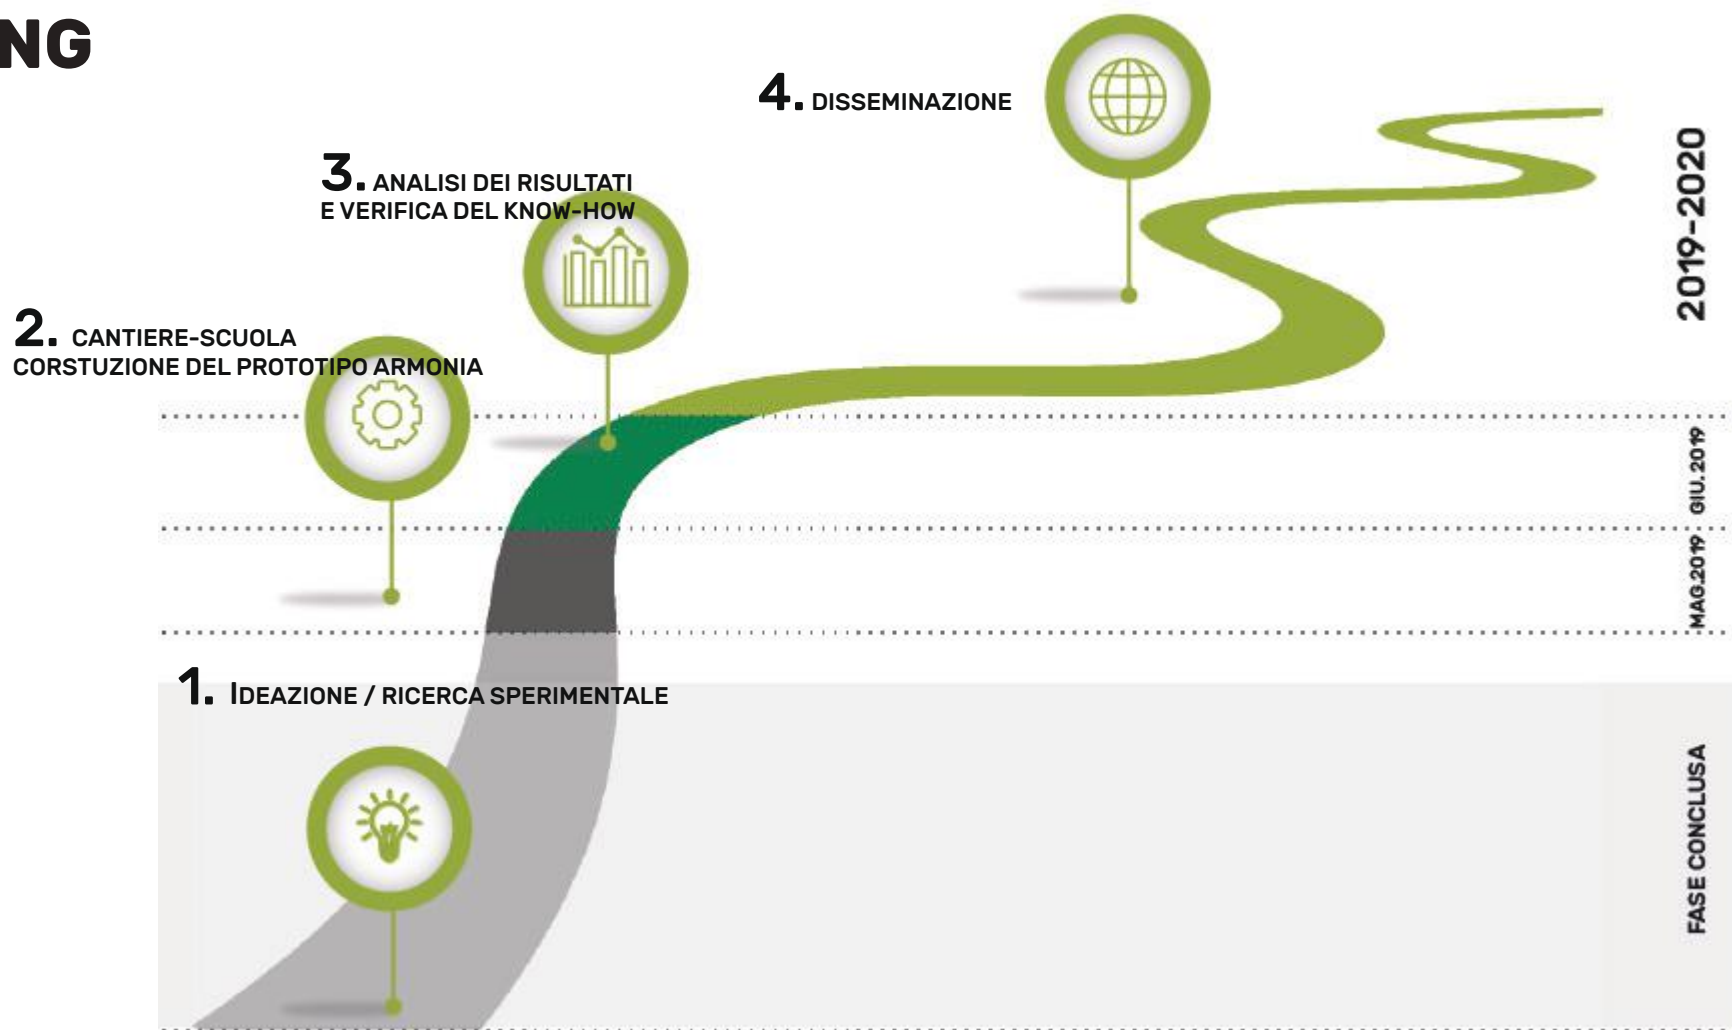 NG
4. DISSEMINAZIONE
3. ANALISI DEI RISULTATI
E VERIFICA DEL KNOW-HOW
2. CANTIERE-SCUOLA
CORSTUZIONE DEL PROTOTIPO ARMONIA
1. IDEAZIONE / RICERCA SPERIMENTALE
2019-2020
GIU.2019
MAG.2019
FASE CONCLUSA